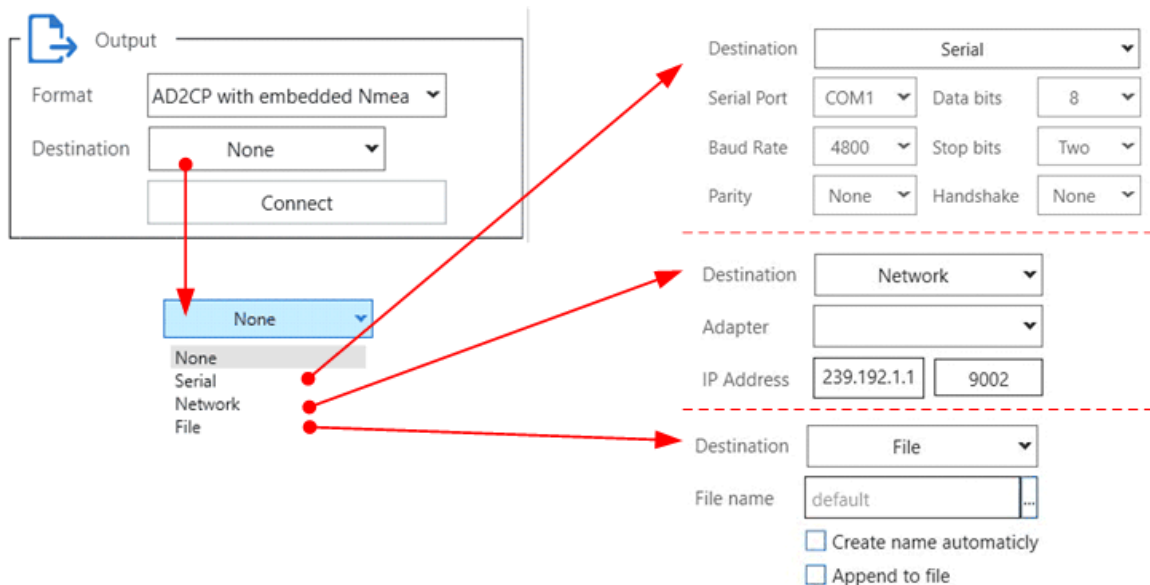 Output
Format AD2CP with embedded Nmea
Destination None
Connect
None
None
Serial
Network
File
Destination Serial
Serial Port COM1 Data bits 8
Baud Rate 4800 Stop bits Two
Parity None Handshake None
Destination Network
Adapter
IP Address 239.192.1.1 9002
Destination File
File name default ...
Create name automaticly
Append to file